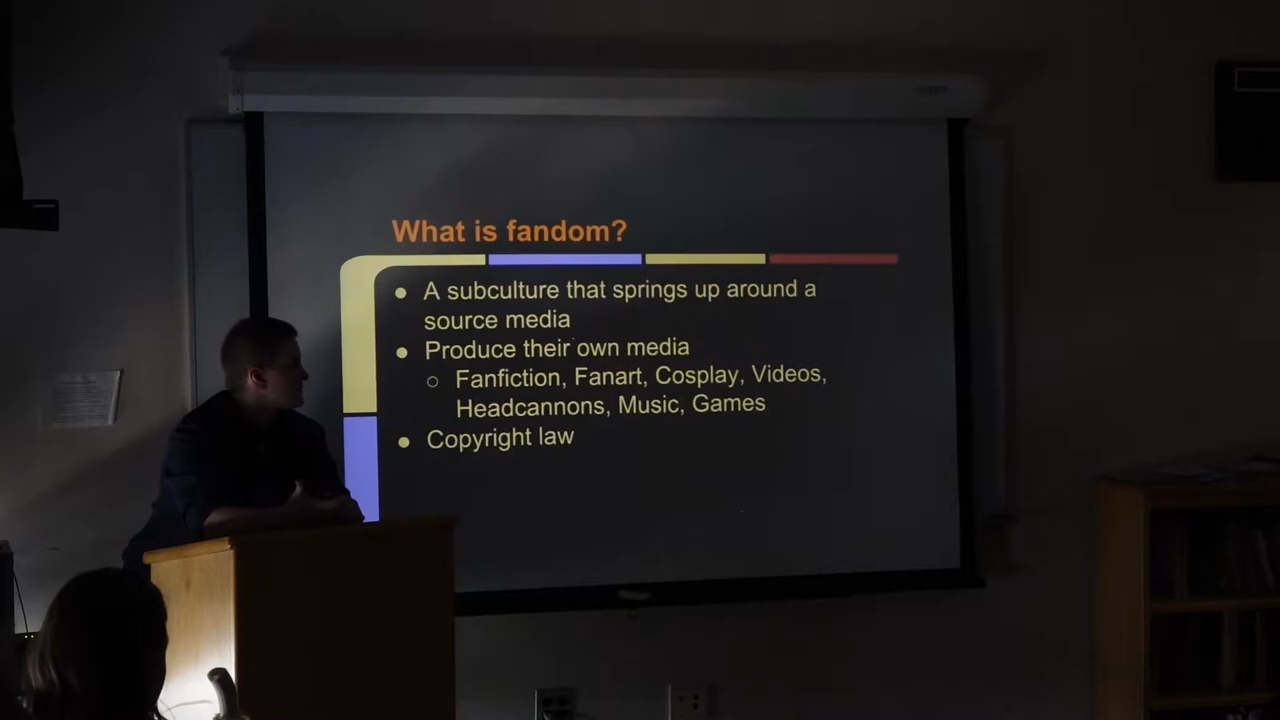 What is fandom?
● A subculture that springs up around a
source media
● Produce their own media
○ Fanfiction, Fanart, Cosplay, Videos,
Headcannons, Music, Games
● Copyright law